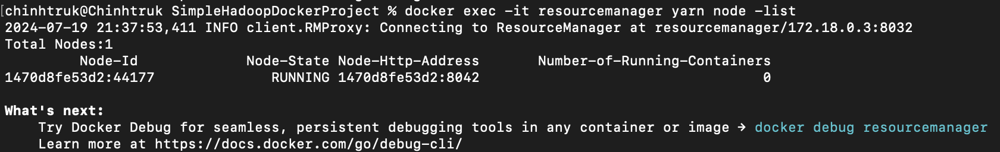 [chinhtruk@Chinhtruk SimpleHadoopDockerProject % docker exec -it resourcemanager yarn node -list
2024-07-19 21:37:53,411 INFO client.RMProxy: Connecting to ResourceManager at resourcemanager/172.18.0.3:8032
Total Nodes:1
Node-Id Node-State Node-Http-Address Number-of-Running-Containers
1470d8fe53d2:44177 RUNNING 1470d8fe53d2:8042 0
What's next:
Try Docker Debug for seamless, persistent debugging tools in any container or image → docker debug resourcemanager
Learn more at https://docs.docker.com/go/debug-cli/